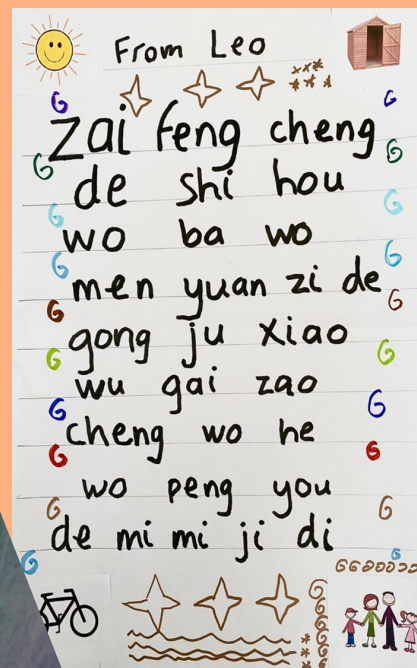 From Leo
Zai feng cheng
de shi hou
wo ba wo
men yuan zi de
gong ju xiao
wu gai zao
cheng wo he
wo peng you
de mi mi ji di